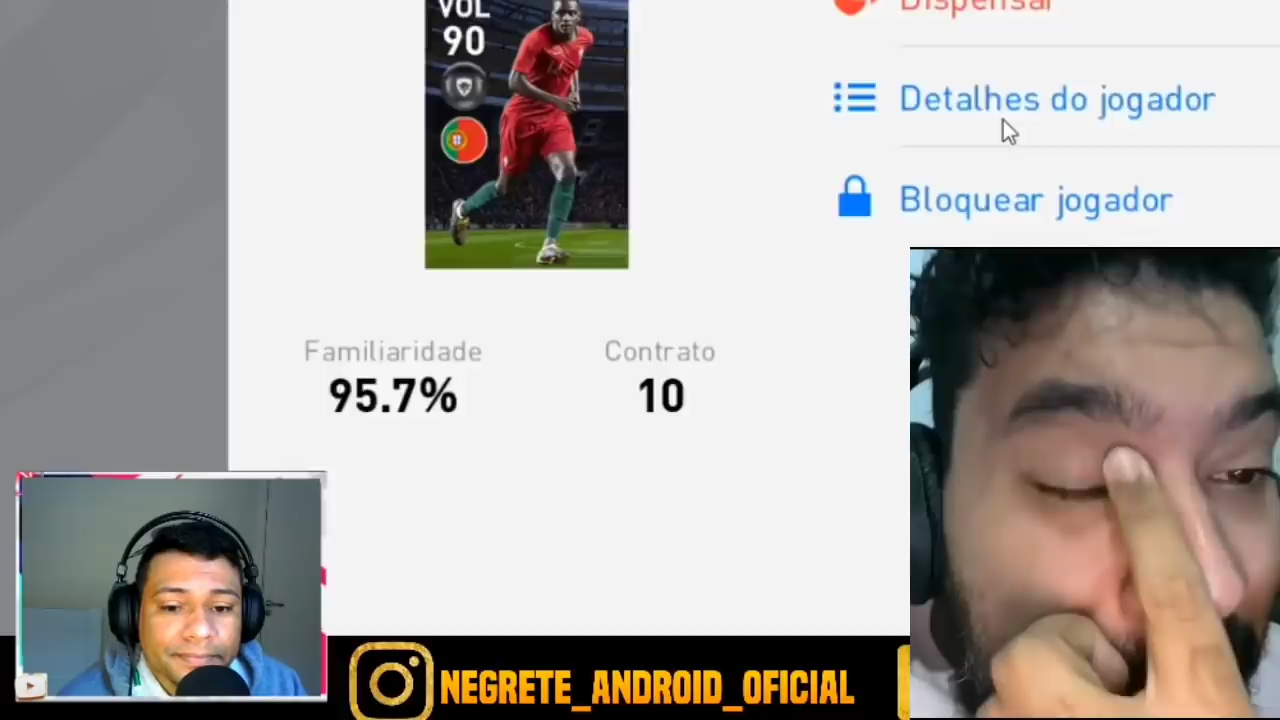 VOL
90
Dispensar
Detalhes do jogador
Bloquear jogador
Familiaridade
95.7%
Contrato
10
NEGRETE_ANDROID_OFICIAL